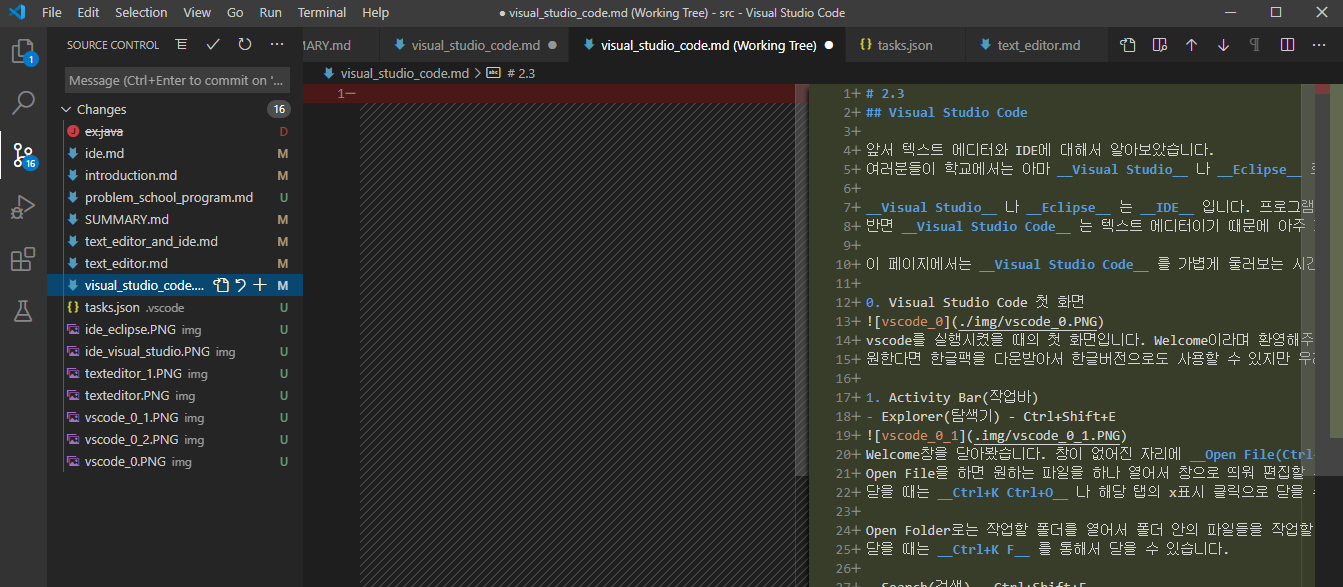 File Edit Selection View Go Run Terminal Help
● visual_studio_code.md (Working Tree) - src - Visual Studio Code
SOURCE CONTROL
MARY.md
visual_studio_code.md
visual_studio_code.md (Working Tree)
tasks.json
text_editor.md
visual_studio_code.md > # 2.3
Message (Ctrl+Enter to commit on '...
Changes 16
ex.java D
ide.md M
introduction.md M
problem_school_program.md U
SUMMARY.md M
text_editor_and_ide.md M
text_editor.md M
visual_studio_code.... M
tasks.json .vscode U
ide_eclipse.PNG img U
ide_visual_studio.PNG img U
texteditor_1.PNG img U
texteditor.PNG img U
vscode_0_1.PNG img U
vscode_0_2.PNG img U
vscode_0.PNG img U
1
16
1−
1+ # 2.3
2+ ## Visual Studio Code
3+
4+ 앞서 텍스트 에디터와 IDE에 대해서 알아보았습니다.
5+ 여러분들이 학교에서는 아마 __Visual Studio__ 나 __Eclipse__
6+
7+ __Visual Studio__ 나 __Eclipse__ 는 __IDE__ 입니다. 프로그램
8+ 반면 __Visual Studio Code__ 는 텍스트 에디터이기 때문에 아주
9+
10+ 이 페이지에서는 __Visual Studio Code__ 를 가볍게 둘러보는 시간
11+
12+ 0. Visual Studio Code 첫 화면
13+ ![vscode_0](./img/vscode_0.PNG)
14+ vscode를 실행시켰을 때의 첫 화면입니다. Welcome이라며 환영해주
15+ 원한다면 한글팩을 다운받아서 한글버전으로도 사용할 수 있지만
16+
17+ 1. Activity Bar(작업바)
18+ - Explorer(탐색기) - Ctrl+Shift+E
19+ ![vscode_0_1](.img/vscode_0_1.PNG)
20+ Welcome창을 닫아봤습니다. 창이 없어진 자리에 __Open File(Ctrl
21+ Open File을 하면 원하는 파일을 하나 열어서 창으로 띄워 편집할
22+ 닫을 때는 __Ctrl+K Ctrl+O__ 나 해당 탭의 x표시 클릭으로 닫을
23+
24+ Open Folder로는 작업할 폴더를 열어서 폴더 안의 파일들을 작업할
25+ 닫을 때는 __Ctrl+K F__ 를 통해서 닫을 수 있습니다.
26+
27+ - Search(검색) - Ctrl+Shift+F